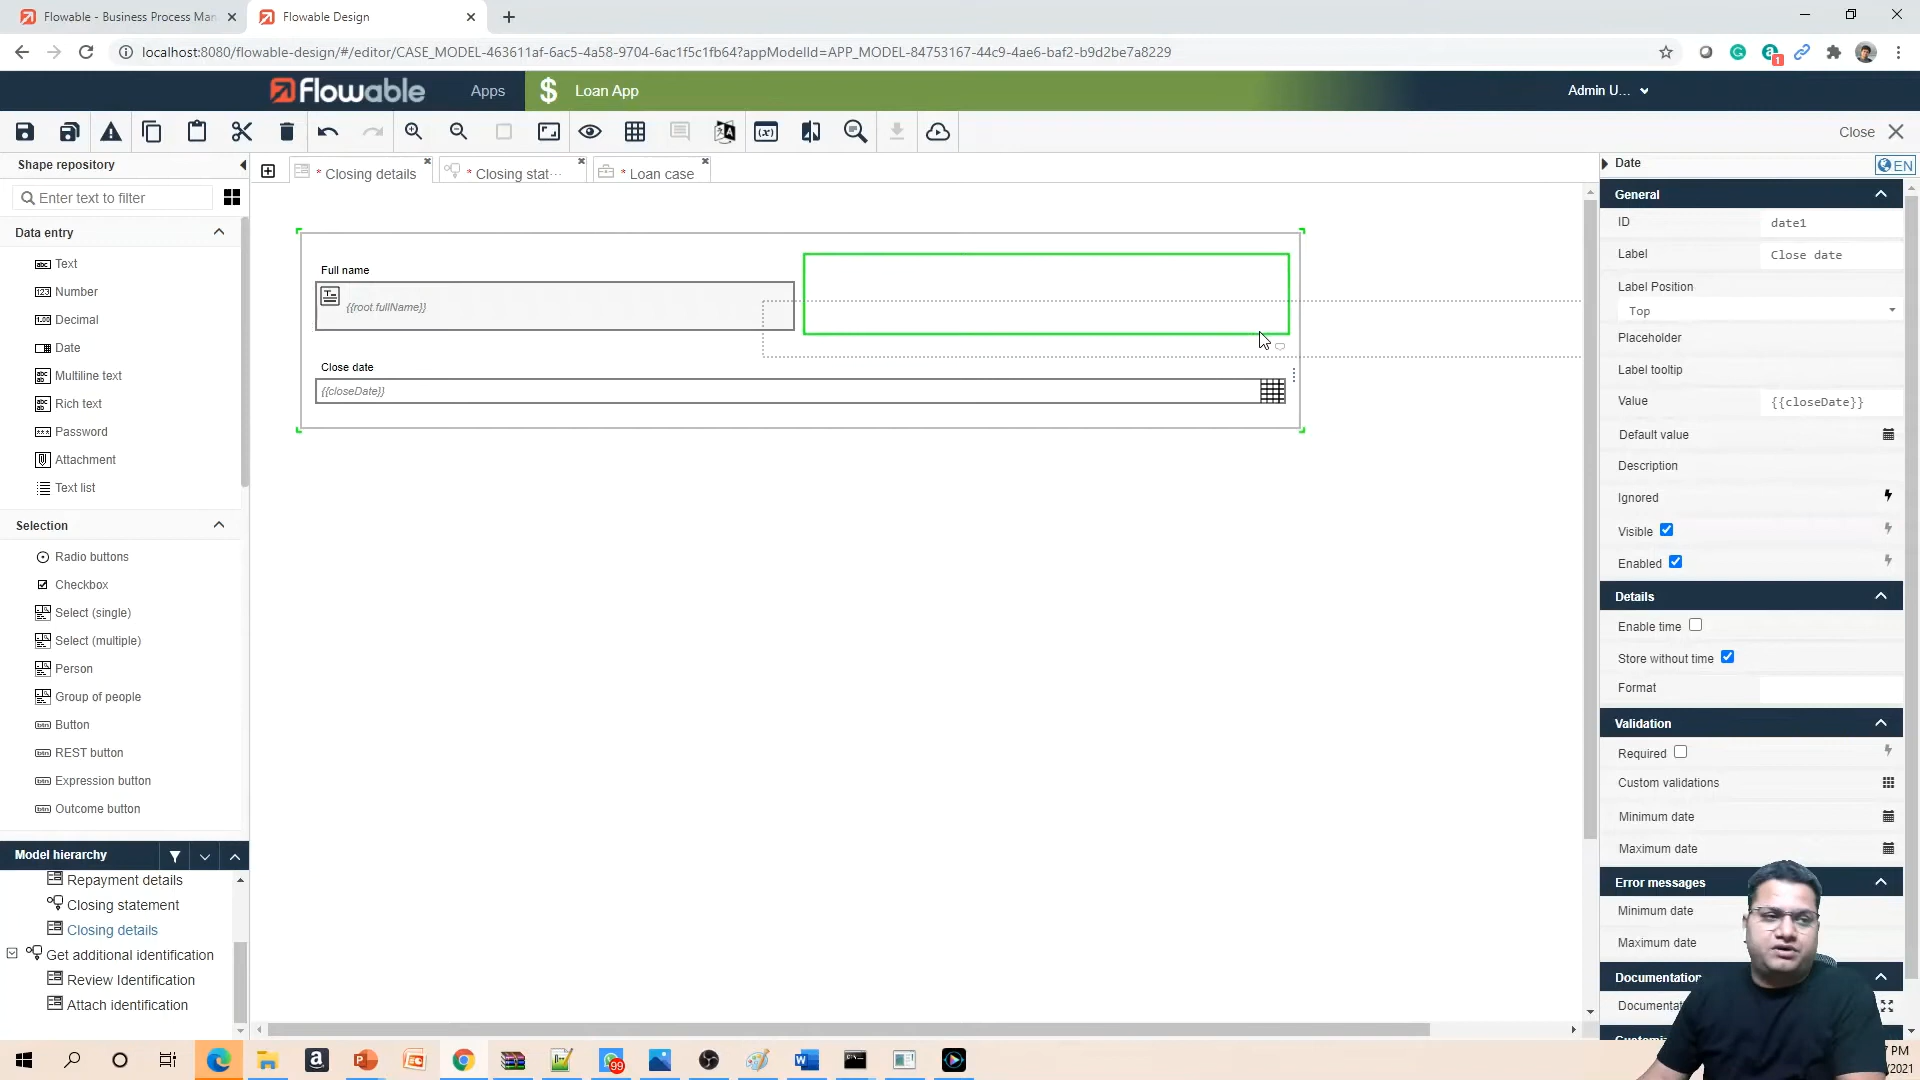 Flowable - Business Process Man
Flowable Design
localhost:8080/flowable-design/#/editor/CASE_MODEL-463611af-6ac5-4a58-9704-6ac1f5c1fb64?appModelId=APP_MODEL-84753167-44c9-4ae6-baf2-b9d2be7a8229
1
flowable
Apps
$
Loan App
Admin U...
Close
Shape repository
Enter text to filter
* Closing details
* Closing stat···
* Loan case
Date
EN
Data entry
Text
Number
Decimal
Date
Multiline text
Rich text
Password
Attachment
Text list
Selection
Radio buttons
Checkbox
Select (single)
Select (multiple)
Person
Group of people
Button
REST button
Expression button
Outcome button
Model hierarchy
Repayment details
Closing statement
Closing details
Get additional identification
Review Identification
Attach identification
Full name
{{root.fullName}}
Close date
{{closeDate}}
General
ID
date1
Label
Close date
Label Position
Top
Placeholder
Label tooltip
Value
{{closeDate}}
Default value
Description
Ignored
Visible
Enabled
Details
Enable time
Store without time
Format
Validation
Required
Custom validations
Minimum date
Maximum date
Error messages
Minimum date
Maximum date
Documentation
99
7 PM
/2021